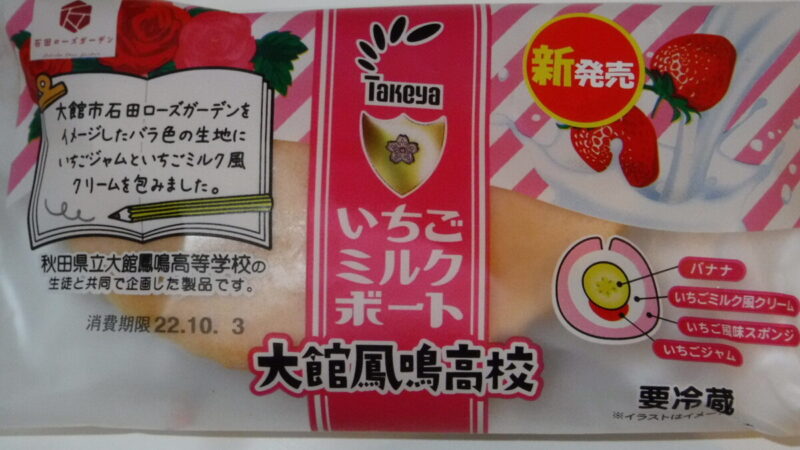 石田ローズガーデン
大館市石田ローズガーデンを
イメージしたバラ色の生地に
いちごジャムといちごミルク風
クリームを包みました。
秋田県立大館鳳鳴高等学校の
生徒と共同で企画した製品です。
消費期限 22.10. 3
Takeya
いちご
ミルク
ボート
大館鳳鳴高校
新発売
バナナ
いちごミルク風クリーム
いちご風味スポンジ
いちごジャム
要冷蔵
※イラストはイメー